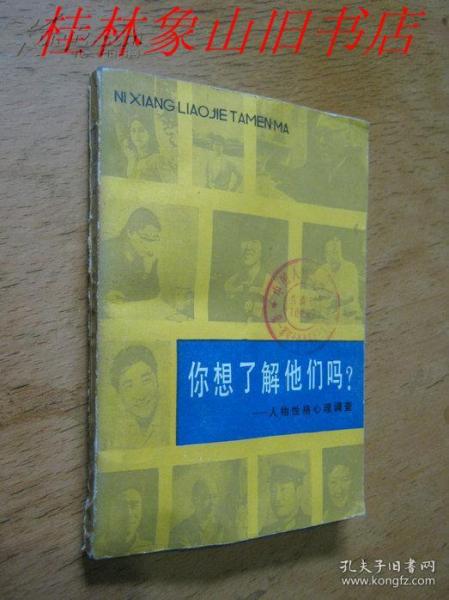 桂林象山旧书店
NI XIANG LIAOJIE TAMEN MA
你想了解他们吗?
——人物性格心理调查
孔夫子旧书网
www.kongfz.com